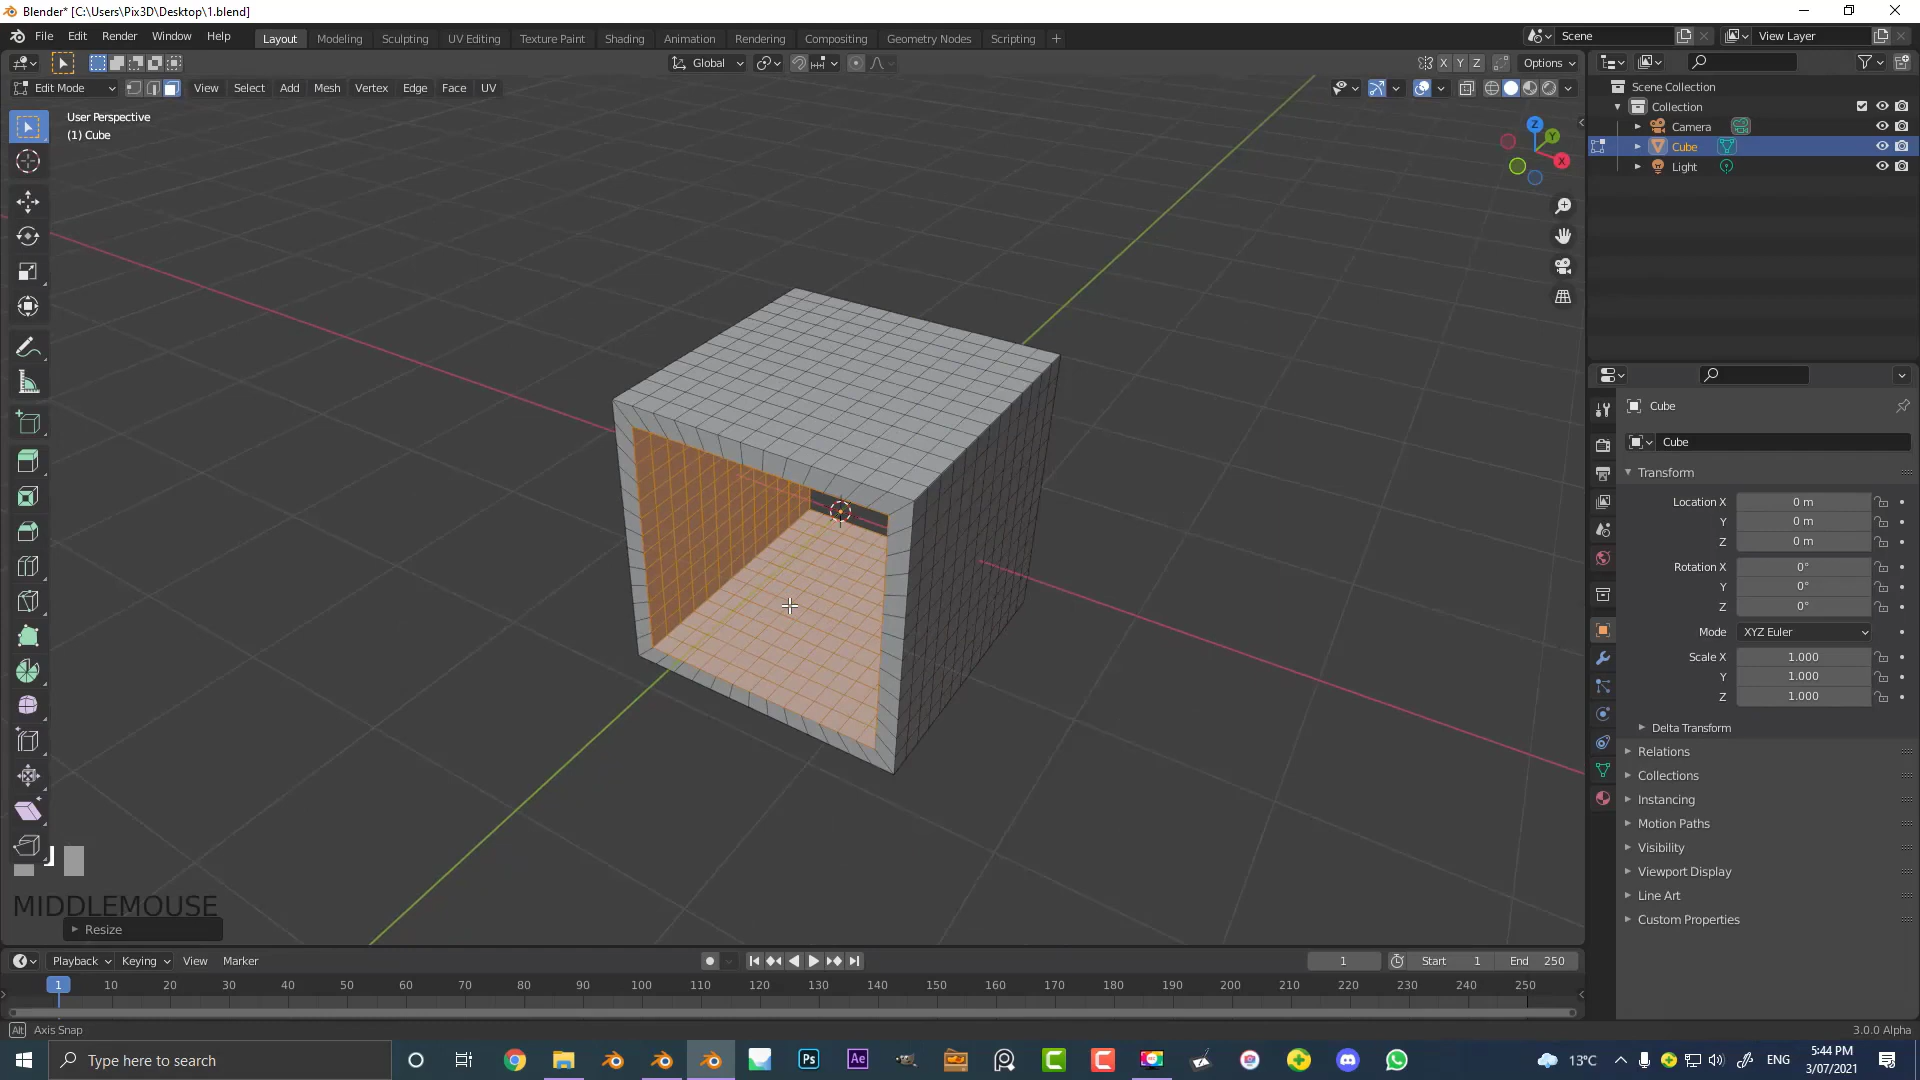 Blender* [C:\Users\Pix3D\Desktop\1.blend]
File Edit Render Window Help Layout Modeling Sculpting UV Editing Texture Paint Shading Animation Rendering Compositing Geometry Nodes Scripting + Scene View Layer
Global X Y Z Options
Edit Mode View Select Add Mesh Vertex Edge Face UV
Scene Collection
Collection
Camera
Cube
Light
User Perspective
(1) Cube
Z
Y
X
Cube
Cube
Transform
Location X 0 m
Y 0 m
Z 0 m
Rotation X 0°
Y 0°
Z 0°
Mode XYZ Euler
Scale X 1.000
Y 1.000
Z 1.000
Delta Transform
Relations
Collections
Instancing
Motion Paths
Visibility
Viewport Display
Line Art
Custom Properties
MIDDLEMOUSE
Resize
Playback Keying View Marker 1 Start 1 End 250
1 10 20 30 40 50 60 70 80 90 100 110 120 130 140 150 160 170 180 190 200 210 220 230 240 250
Alt Axis Snap 3.0.0 Alpha
Type here to search Ps Ae 13°C ENG 5:44 PM
3/07/2021